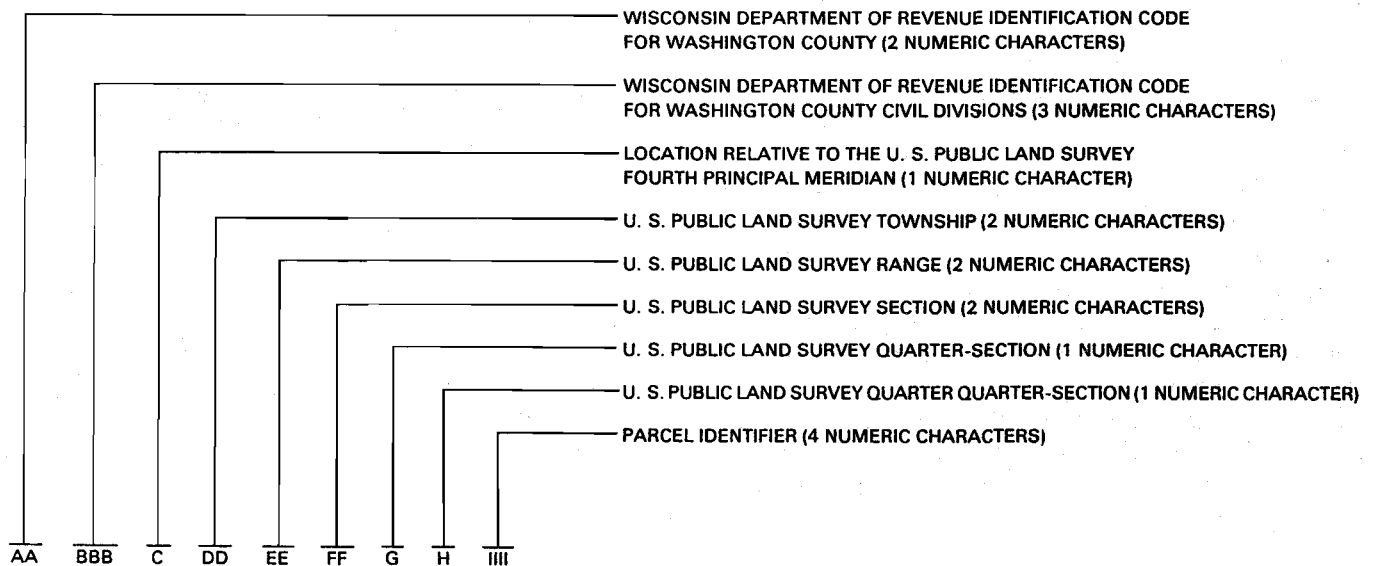 WISCONSIN DEPARTMENT OF REVENUE IDENTIFICATION CODE
FOR WASHINGTON COUNTY (2 NUMERIC CHARACTERS)
WISCONSIN DEPARTMENT OF REVENUE IDENTIFICATION CODE
FOR WASHINGTON COUNTY CIVIL DIVISIONS (3 NUMERIC CHARACTERS)
LOCATION RELATIVE TO THE U. S. PUBLIC LAND SURVEY
FOURTH PRINCIPAL MERIDIAN (1 NUMERIC CHARACTER)
U. S. PUBLIC LAND SURVEY TOWNSHIP (2 NUMERIC CHARACTERS)
U. S. PUBLIC LAND SURVEY RANGE (2 NUMERIC CHARACTERS)
U. S. PUBLIC LAND SURVEY SECTION (2 NUMERIC CHARACTERS)
U. S. PUBLIC LAND SURVEY QUARTER-SECTION (1 NUMERIC CHARACTER)
U. S. PUBLIC LAND SURVEY QUARTER QUARTER-SECTION (1 NUMERIC CHARACTER)
PARCEL IDENTIFIER (4 NUMERIC CHARACTERS)
AA BBB C DD EE FF G H IIII